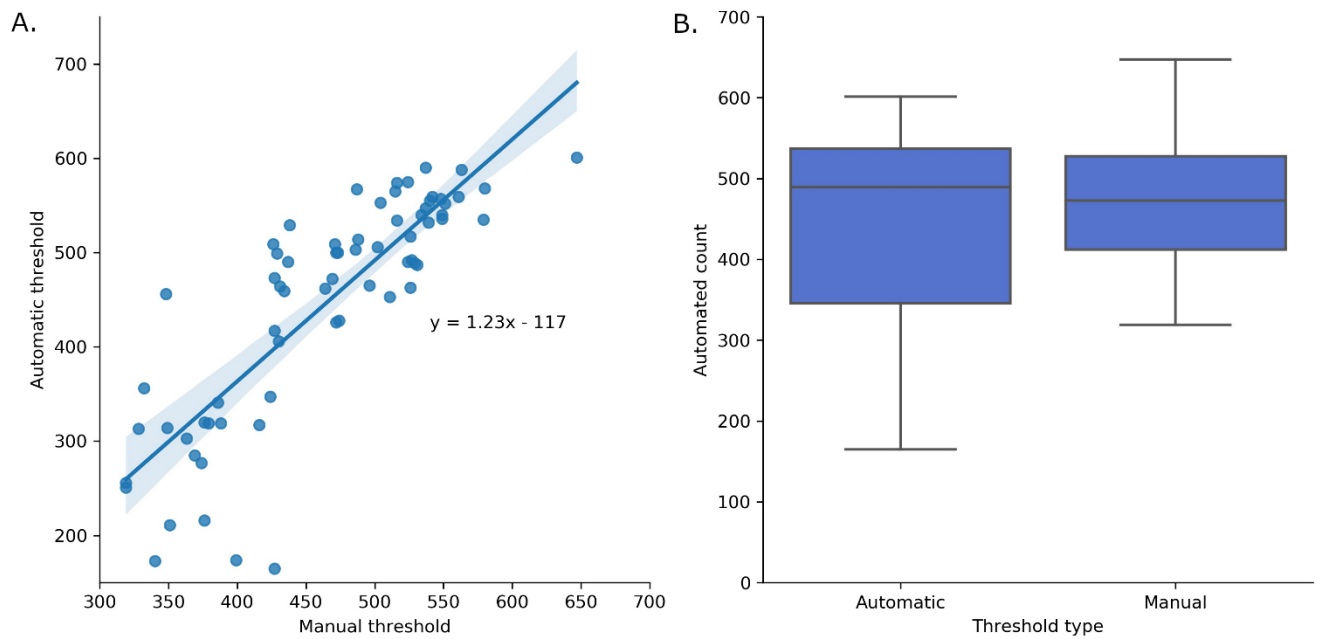 A.
700
600
500
400
300
200
Automatic threshold
y = 1.23x - 117
300 350 400 450 500 550 600 650 700
Manual threshold
B.
700
600
500
400
300
200
100
0
Automated count
Automatic Manual
Threshold type